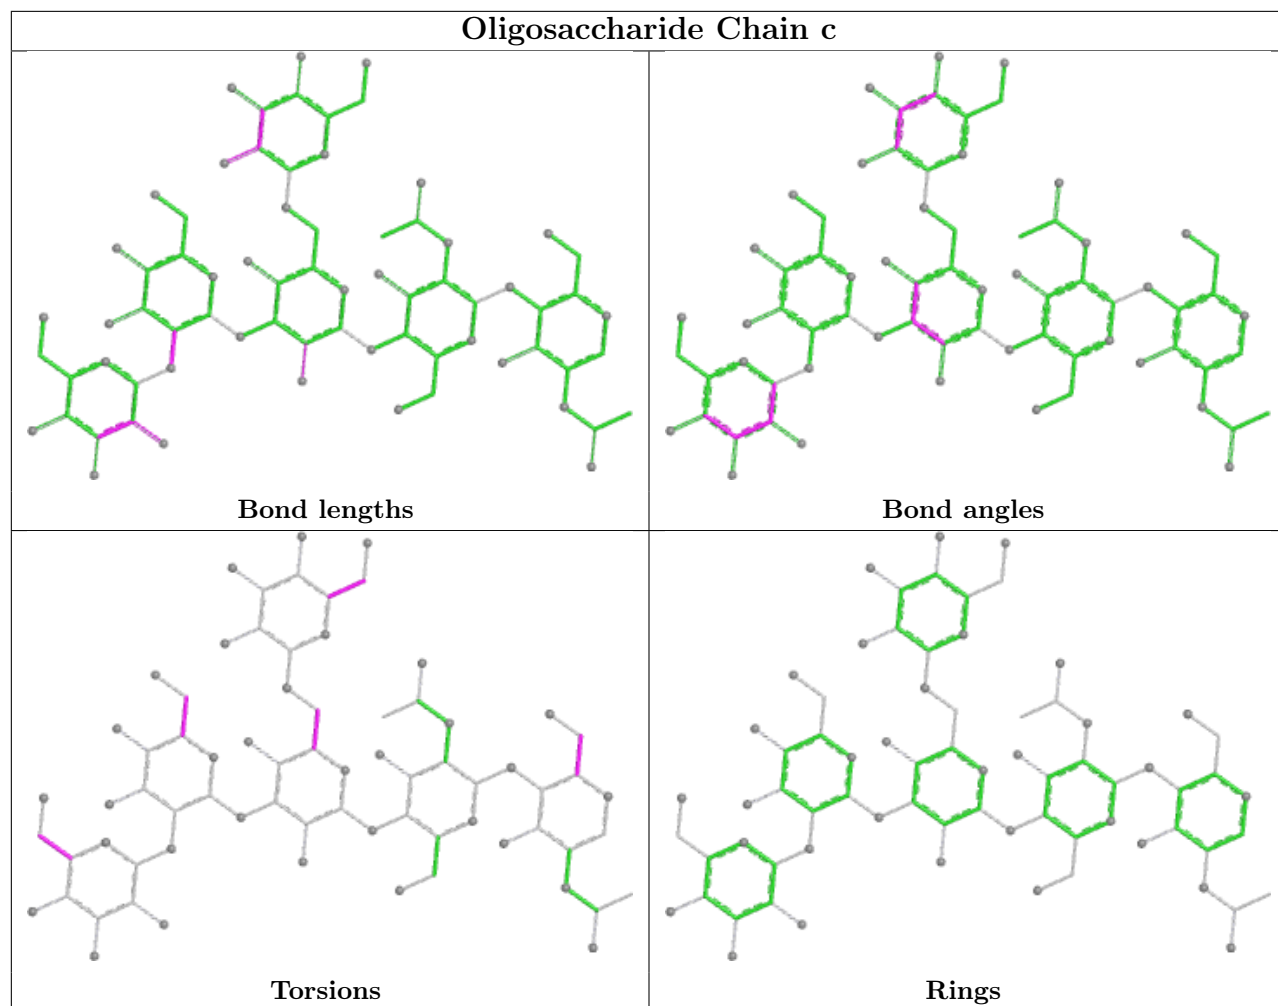 Oligosaccharide Chain c
Bond lengths
Bond angles
Torsions
Rings